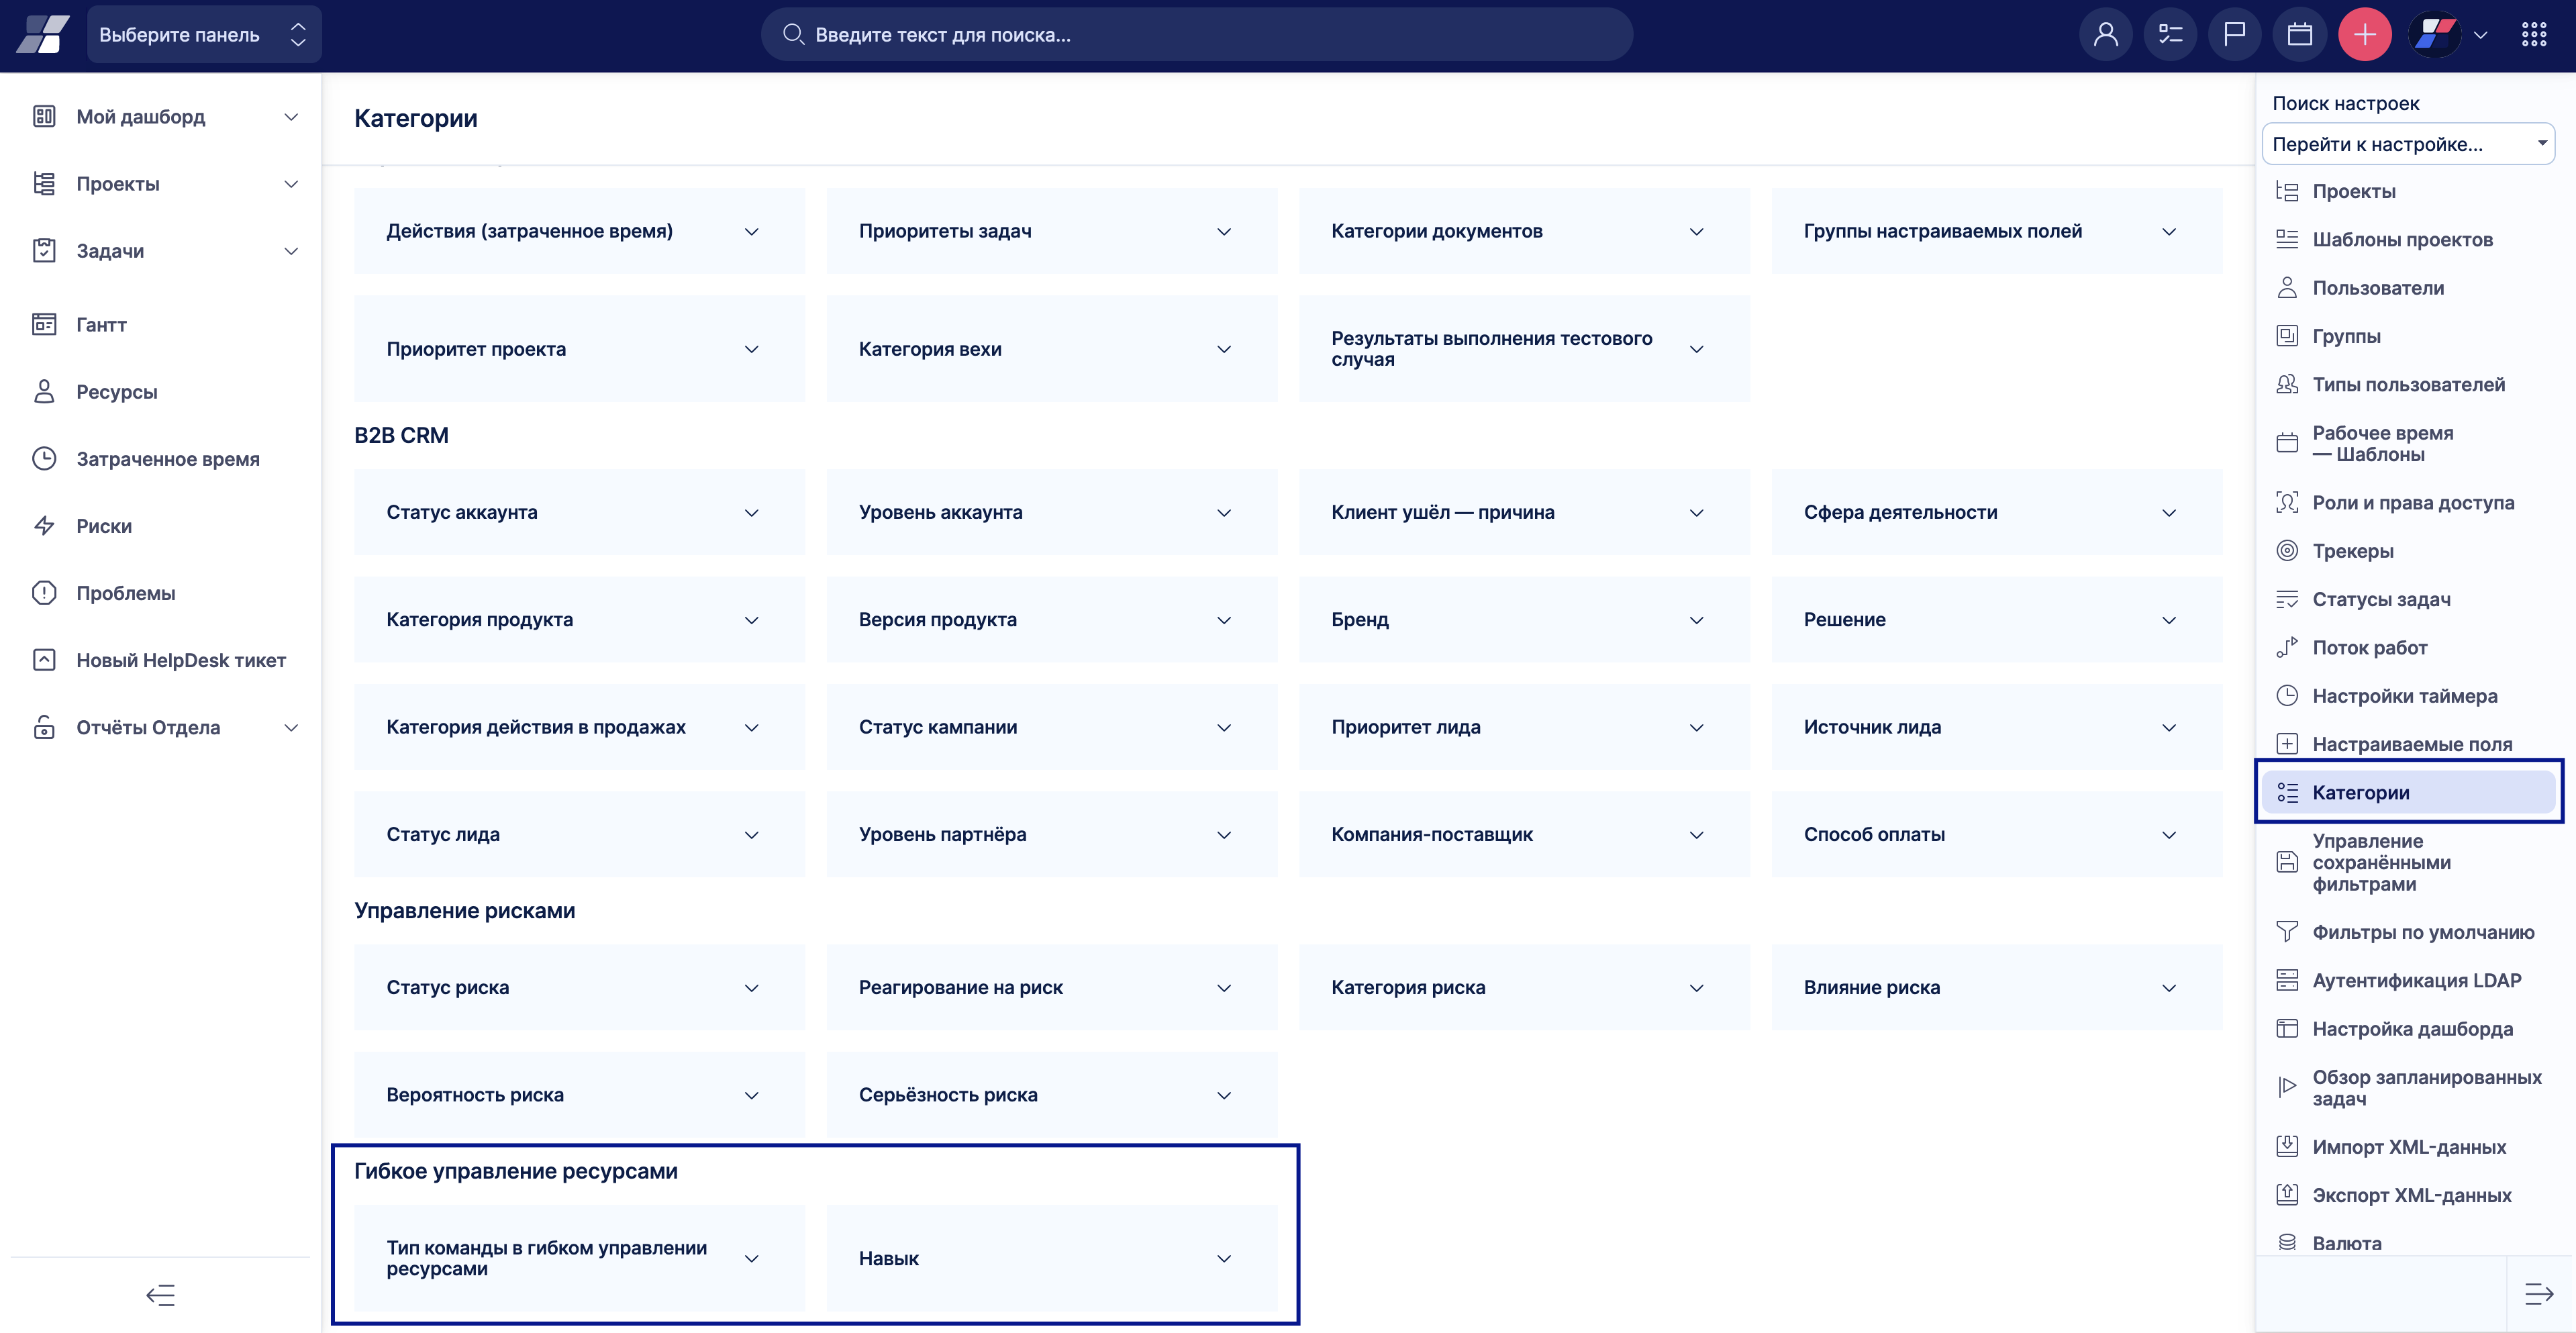 Выберите панель
Введите текст для поиска...
Мой дашборд
Проекты
Задачи
Гантт
Ресурсы
Затраченное время
Риски
Проблемы
Новый HelpDesk тикет
Отчёты Отдела
Категории
Действия (затраченное время)
Приоритеты задач
Категории документов
Группы настраиваемых полей
Приоритет проекта
Категория вехи
Результаты выполнения тестового
случая
B2B CRM
Статус аккаунта
Уровень аккаунта
Клиент ушёл — причина
Сфера деятельности
Категория продукта
Версия продукта
Бренд
Решение
Категория действия в продажах
Статус кампании
Приоритет лида
Источник лида
Статус лида
Уровень партнёра
Компания-поставщик
Способ оплаты
Управление рисками
Статус риска
Реагирование на риск
Категория риска
Влияние риска
Вероятность риска
Серьёзность риска
Гибкое управление ресурсами
Тип команды в гибком управлении
ресурсами
Навык
Поиск настроек
Перейти к настройке...
Проекты
Шаблоны проектов
Пользователи
Группы
Типы пользователей
Рабочее время
— Шаблоны
Роли и права доступа
Трекеры
Статусы задач
Поток работ
Настройки таймера
Настраиваемые поля
Категории
Управление
сохранёнными
фильтрами
Фильтры по умолчанию
Аутентификация LDAP
Настройка дашборда
Обзор запланированных
задач
Импорт XML-данных
Экспорт XML-данных
Валюта